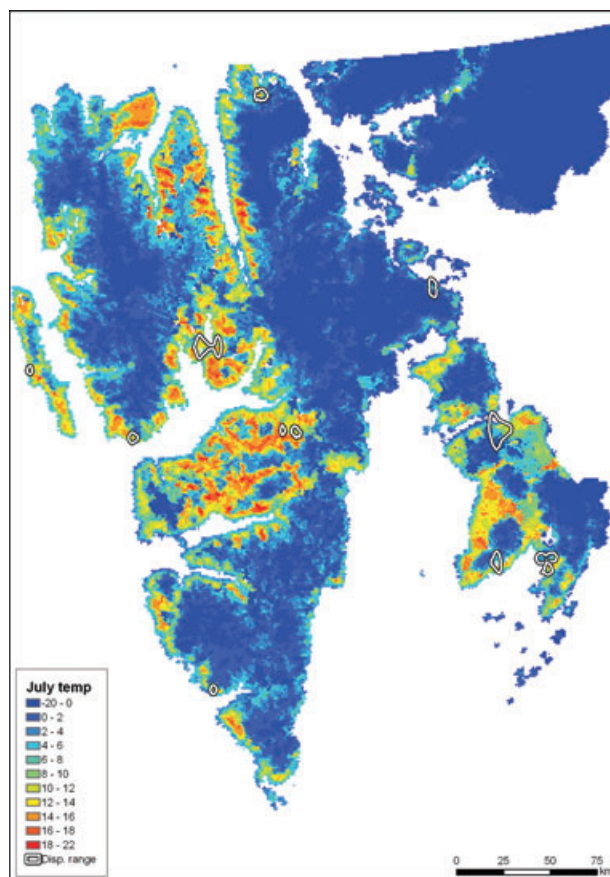 July temp
-20 - 0
0 - 2
2 - 4
4 - 6
6 - 8
8 - 10
10 - 12
12 - 14
14 - 16
16 - 18
18 - 22
Disp. range
0 25 50 75
km